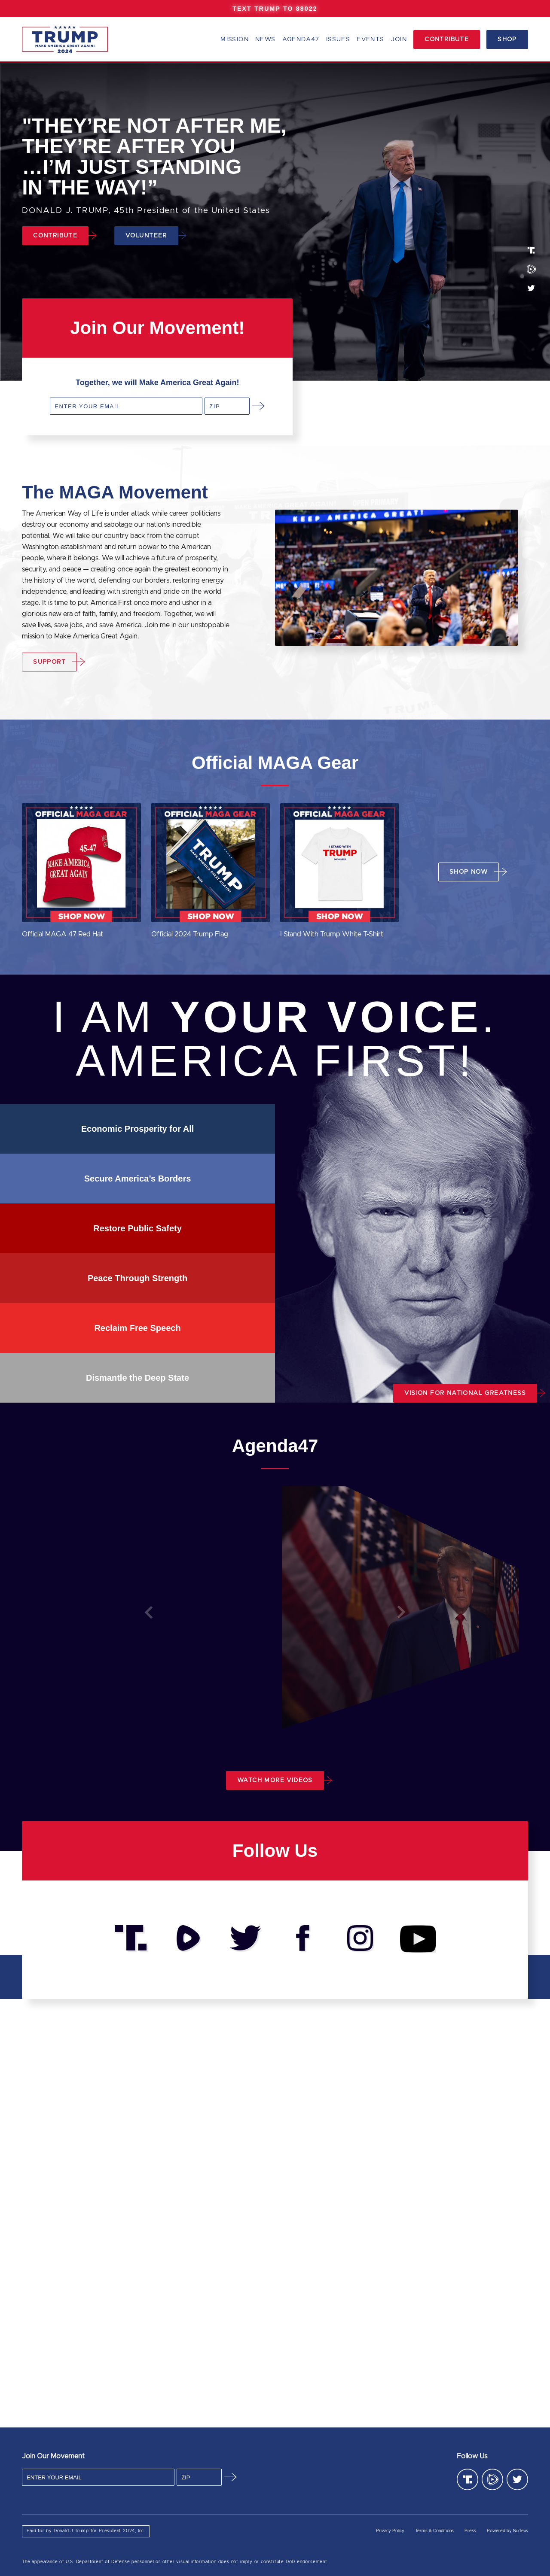 TEXT TRUMP TO 88022
TRUMP
MAKE AMERICA GREAT AGAIN!
2024
MISSION NEWS AGENDA47 ISSUES EVENTS JOIN CONTRIBUTE SHOP
"THEY’RE NOT AFTER ME,
THEY’RE AFTER YOU
…I’M JUST STANDING
IN THE WAY!”
DONALD J. TRUMP, 45th President of the United States
CONTRIBUTE VOLUNTEER
Join Our Movement!
Together, we will Make America Great Again!
ENTER YOUR EMAIL ZIP
The MAGA Movement
The American Way of Life is under attack while career politicians
destroy our economy and sabotage our nation's incredible
potential. We will take our country back from the corrupt
Washington establishment and return power to the American
people, where it belongs. We will achieve a future of prosperity,
security, and peace — creating once again the greatest economy in
the history of the world, defending our borders, restoring energy
independence, and leading with strength and pride on the world
stage. It is time to put America First once more and usher in a
glorious new era of faith, family, and freedom. Together, we will
save lives, save jobs, and save America. Join me in our unstoppable
mission to Make America Great Again.
KEEP AMERICA GREAT!
SUPPORT
TRUMP
Official MAGA Gear
OFFICIAL MAGA GEAR
45-47
MAKE AMERICA
GREAT AGAIN
SHOP NOW
Official MAGA 47 Red Hat
OFFICIAL MAGA GEAR
TRUMP
SHOP NOW
Official 2024 Trump Flag
OFFICIAL MAGA GEAR
I STAND WITH
TRUMP
SHOP NOW
I Stand With Trump White T-Shirt
SHOP NOW
I AM YOUR VOICE.
AMERICA FIRST!
Economic Prosperity for All
Secure America’s Borders
Restore Public Safety
Peace Through Strength
Reclaim Free Speech
Dismantle the Deep State
VISION FOR NATIONAL GREATNESS
Agenda47
WATCH MORE VIDEOS
Follow Us
Join Our Movement
ENTER YOUR EMAIL ZIP
Follow Us
Paid for by Donald J Trump for President 2024, Inc.
Privacy Policy Terms & Conditions Press Powered by Nucleus
The appearance of U.S. Department of Defense personnel or other visual information does not imply or constitute DoD endorsement